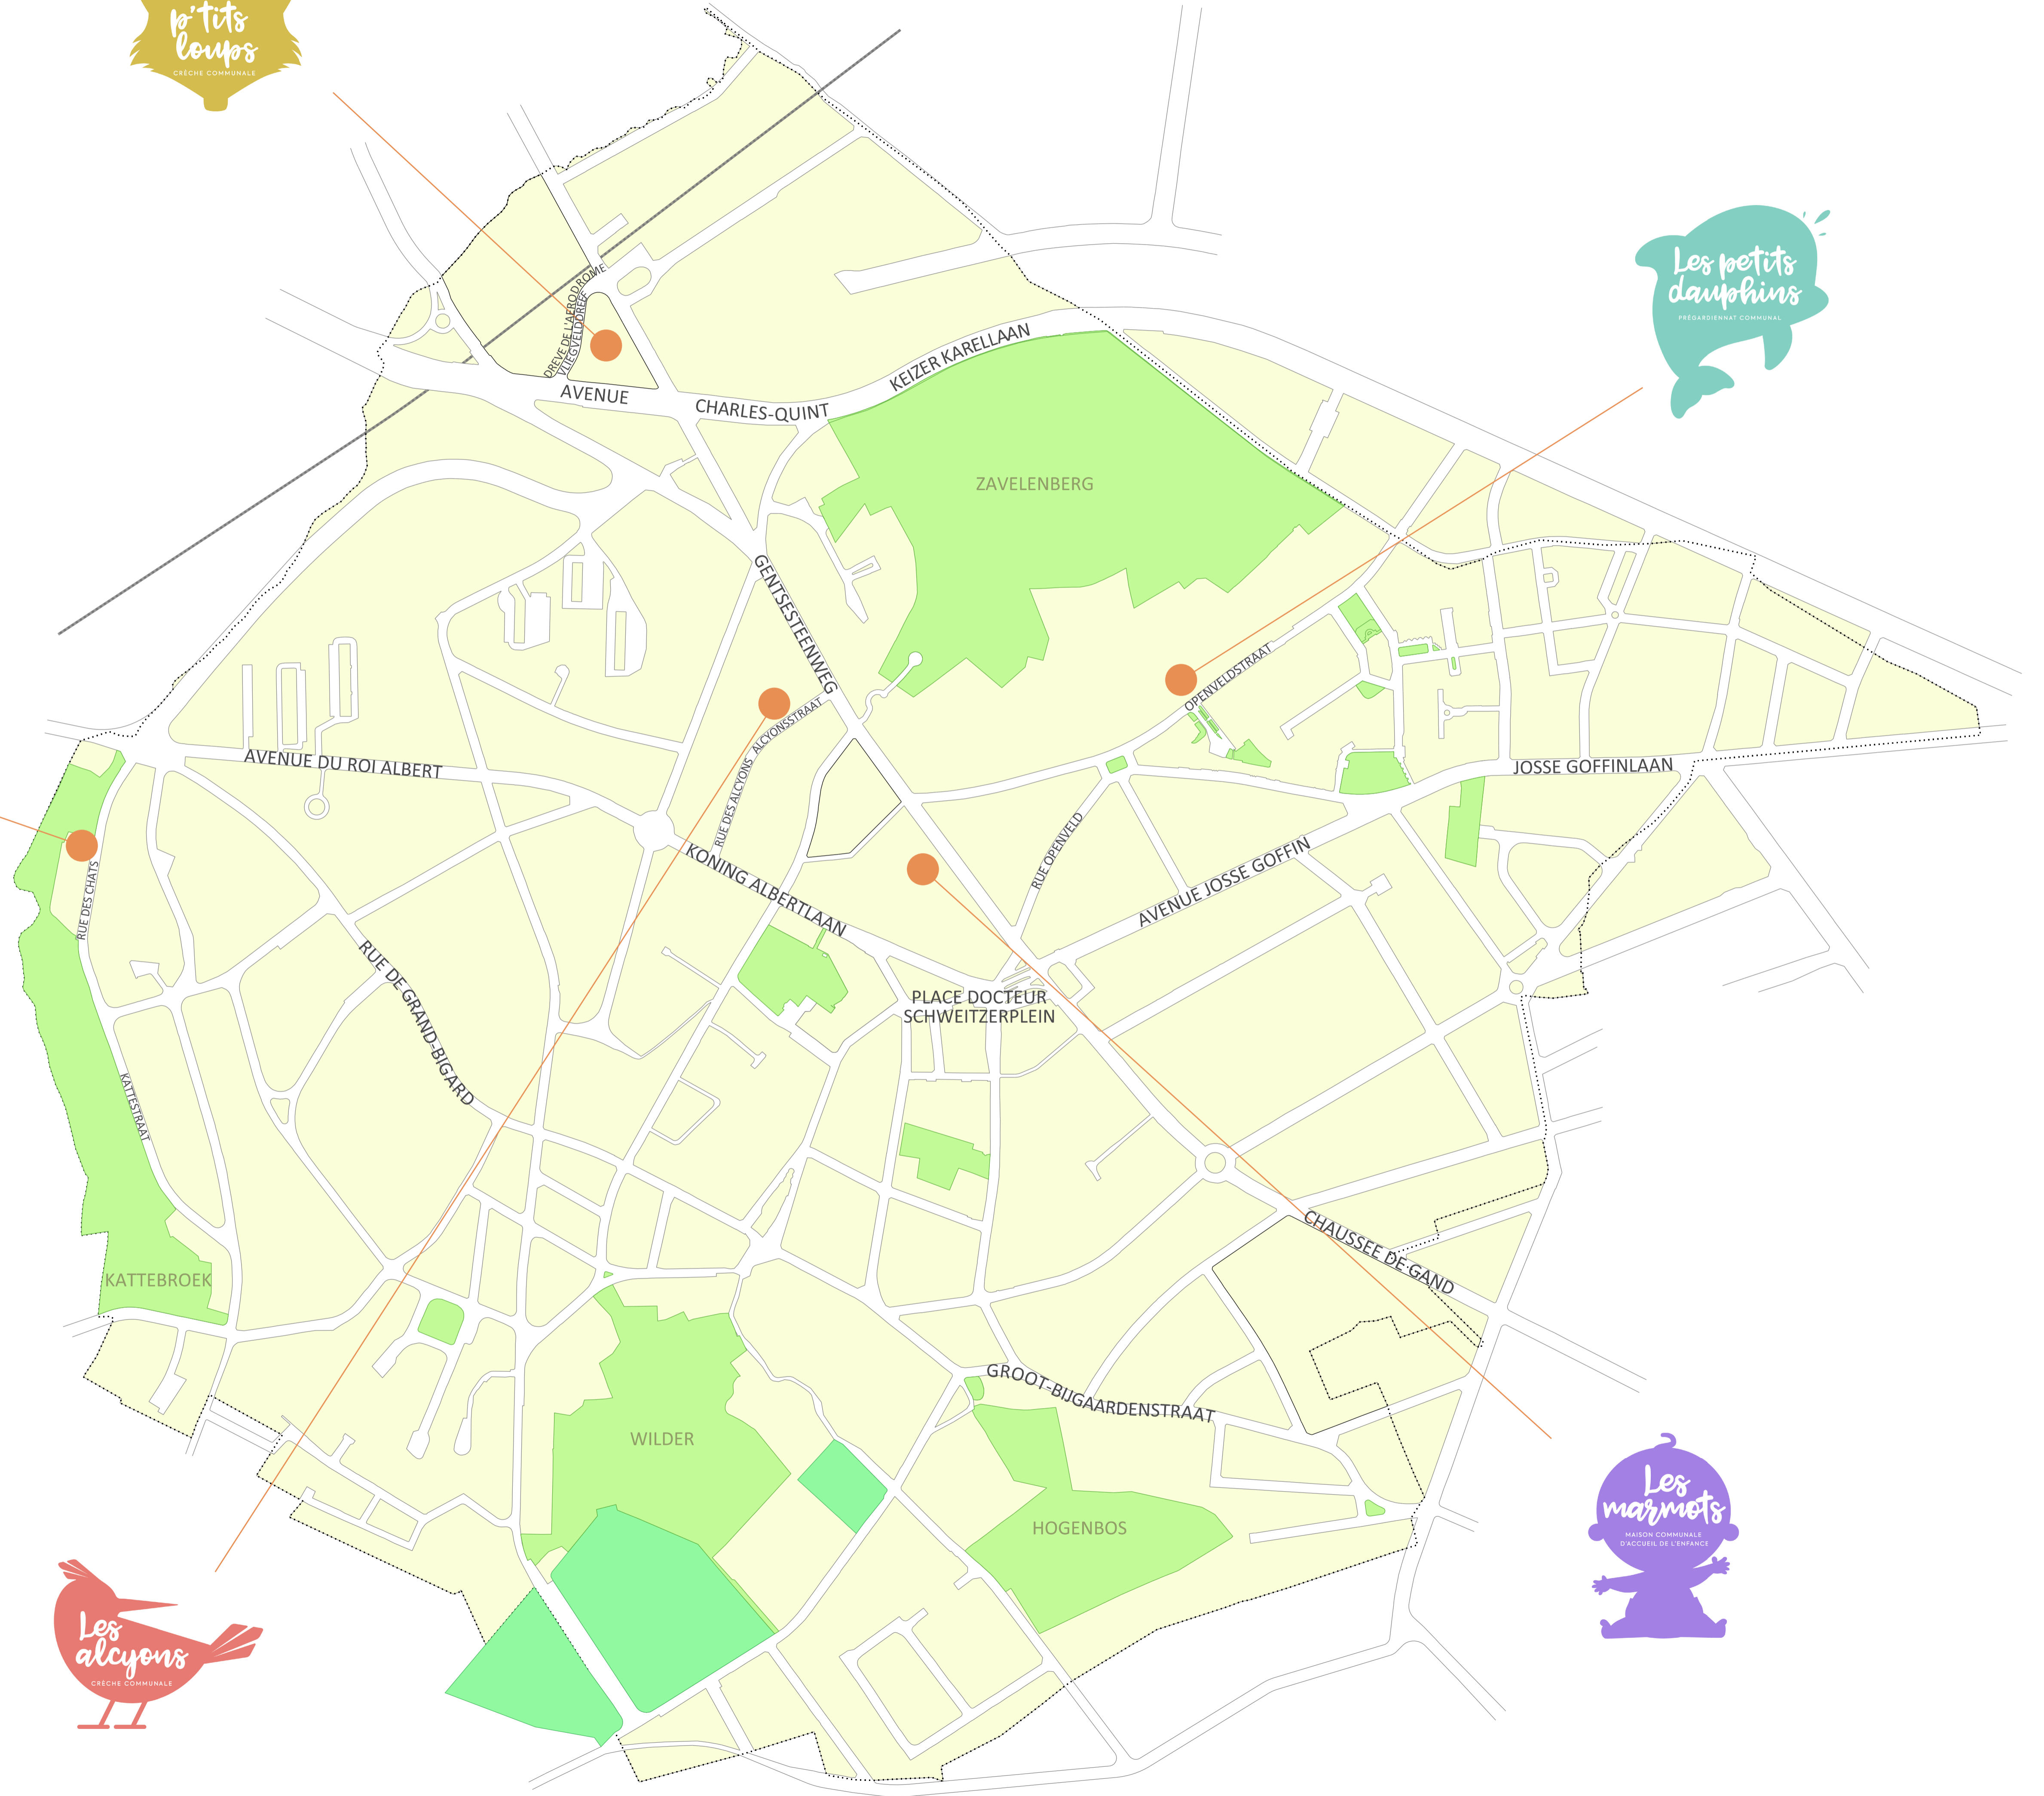 p'tits
loups
CRÈCHE COMMUNALE
Les petits
dauphins
PRÉGARDIENNAT COMMUNAL
DREVE DE L'AERODROME
VLIEGVELDDREEF
AVENUE
CHARLES-QUINT
KEIZER KARELLAAN
ZAVELENBERG
GENTSESTEENWEG
OPENVELDSTRAAT
ALCYONSSTRAAT
RUE DES ALCYONS
AVENUE DU ROI ALBERT
JOSSE GOFFINLAAN
RUE OPENVELD
AVENUE JOSSE GOFFIN
KONING ALBERTLAAN
RUE DES CHATS
RUE DE GRAND-BIGARD
PLACE DOCTEUR
SCHWEITZERPLEIN
KATTESTRAAT
CHAUSSEE DE GAND
KATTEBROEK
GROOT-BIJGAARDENSTRAAT
WILDER
HOGENBOS
Les
marmots
MAISON COMMUNALE
D'ACCUEIL DE L'ENFANCE
Les
alcyons
CRÈCHE COMMUNALE